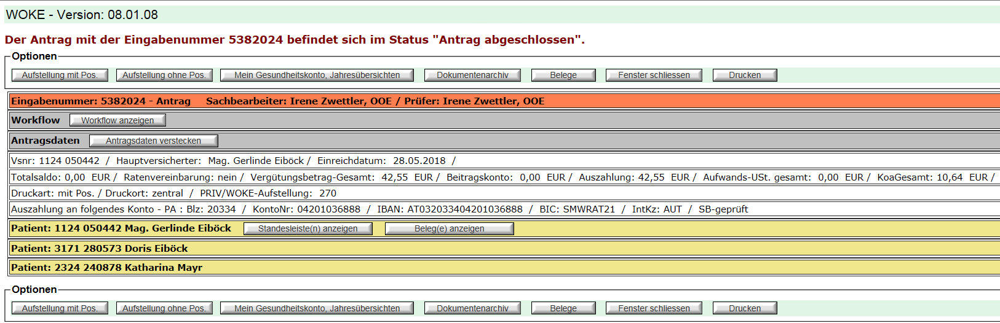 WOKE - Version: 08.01.08
Der Antrag mit der Eingabenummer 5382024 befindet sich im Status "Antrag abgeschlossen".
Optionen
Aufstellung mit Pos. Aufstellung ohne Pos. Mein Gesundheitskonto, Jahresübersichten Dokumentenarchiv Belege Fenster schliessen Drucken
Eingabenummer: 5382024 - Antrag Sachbearbeiter: Irene Zwettler, OOE / Prüfer: Irene Zwettler, OOE
Workflow Workflow anzeigen
Antragsdaten Antragsdaten verstecken
Vsnr: 1124 050442 / Hauptversicherter: Mag. Gerlinde Eiböck / Einreichdatum: 28.05.2018 /
Totalsaldo: 0,00 EUR / Ratenvereinbarung: nein / Vergütungsbetrag-Gesamt: 42,55 EUR / Beitragskonto: 0,00 EUR / Auszahlung: 42,55 EUR / Aufwands-USt. gesamt: 0,00 EUR / KoaGesamt: 10,64 EUR /
Druckart: mit Pos. / Druckort: zentral / PRIV/WOKE-Aufstellung: 270
Auszahlung an folgendes Konto - PA : Blz: 20334 / KontoNr: 04201036888 / IBAN: AT032033404201036888 / BIC: SMWRAT21 / IntKz: AUT / SB-geprüft
Patient: 1124 050442 Mag. Gerlinde Eiböck Standesleiste(n) anzeigen Beleg(e) anzeigen
Patient: 3171 280573 Doris Eiböck
Patient: 2324 240878 Katharina Mayr
Optionen
Aufstellung mit Pos. Aufstellung ohne Pos. Mein Gesundheitskonto, Jahresübersichten Dokumentenarchiv Belege Fenster schliessen Drucken